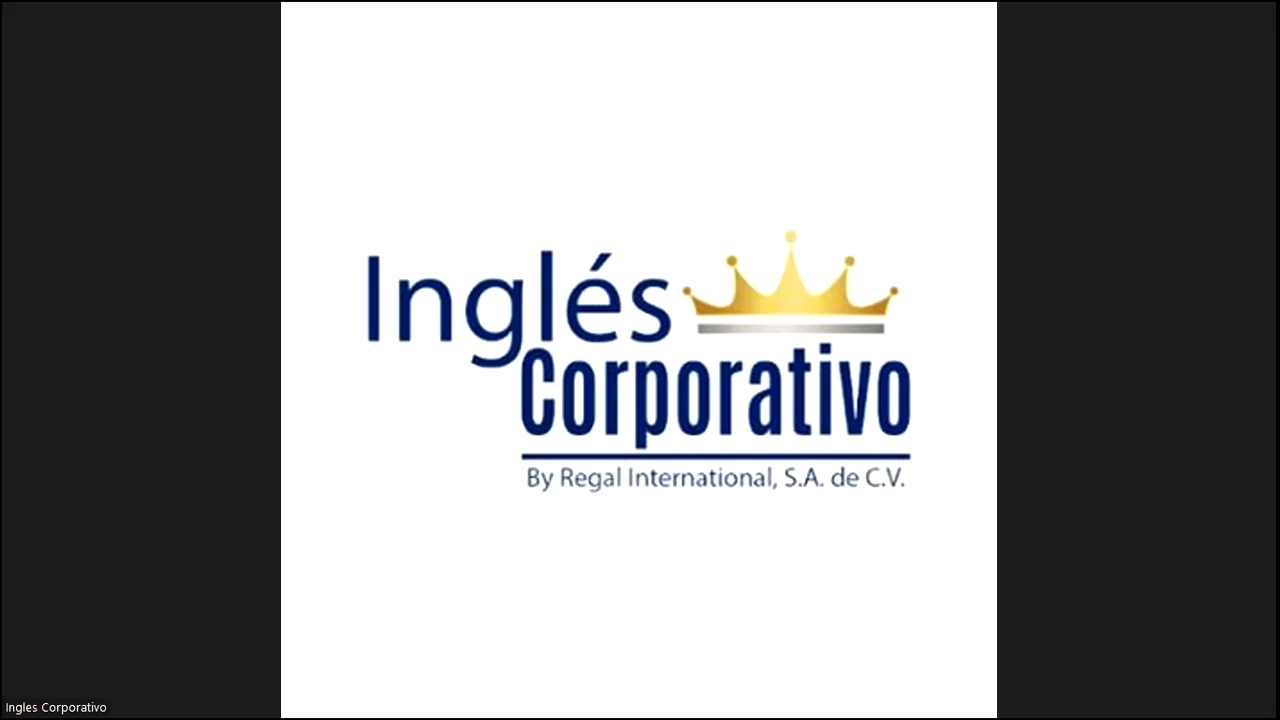 Inglés
Corporativo
By Regal International, S.A. de C.V.
Ingles Corporativo